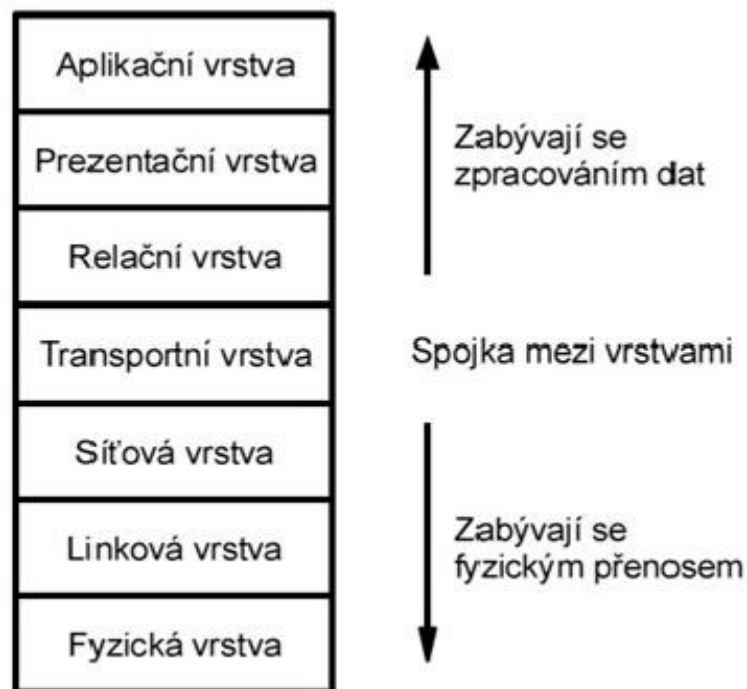 Aplikační vrstva
Prezentační vrstva
Relační vrstva
Transportní vrstva
Síťová vrstva
Linková vrstva
Fyzická vrstva
Zabývají se
zpracováním dat
Spojka mezi vrstvami
Zabývají se
fyzickým přenosem